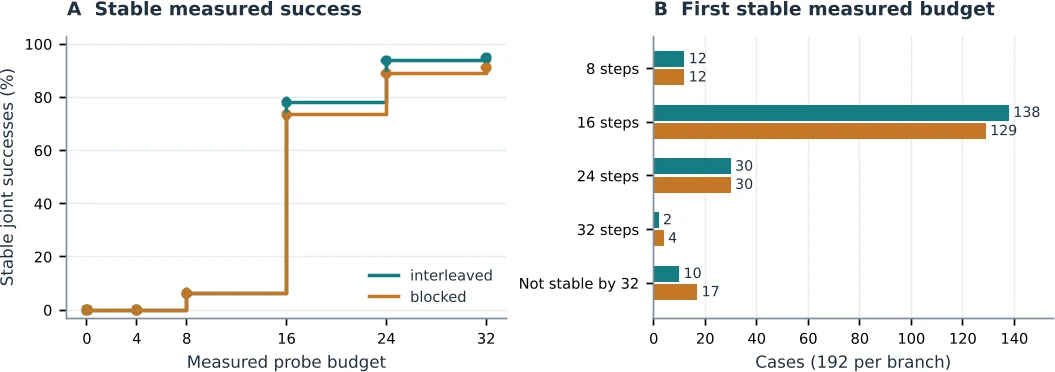 A Stable measured success
Stable joint successes (%)
100
80
60
40
20
0
0 4 8 16 24 32
Measured probe budget
interleaved
blocked
B First stable measured budget
8 steps
12
12
16 steps
138
129
24 steps
30
30
32 steps
2
4
Not stable by 32
10
17
0 20 40 60 80 100 120 140
Cases (192 per branch)